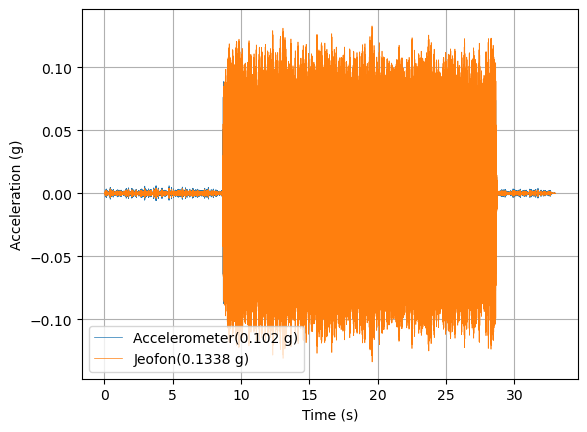 0.10
0.05
0.00
−0.05
−0.10
Acceleration (g)
Accelerometer(0.102 g)
Jeofon(0.1338 g)
0 5 10 15 20 25 30
Time (s)